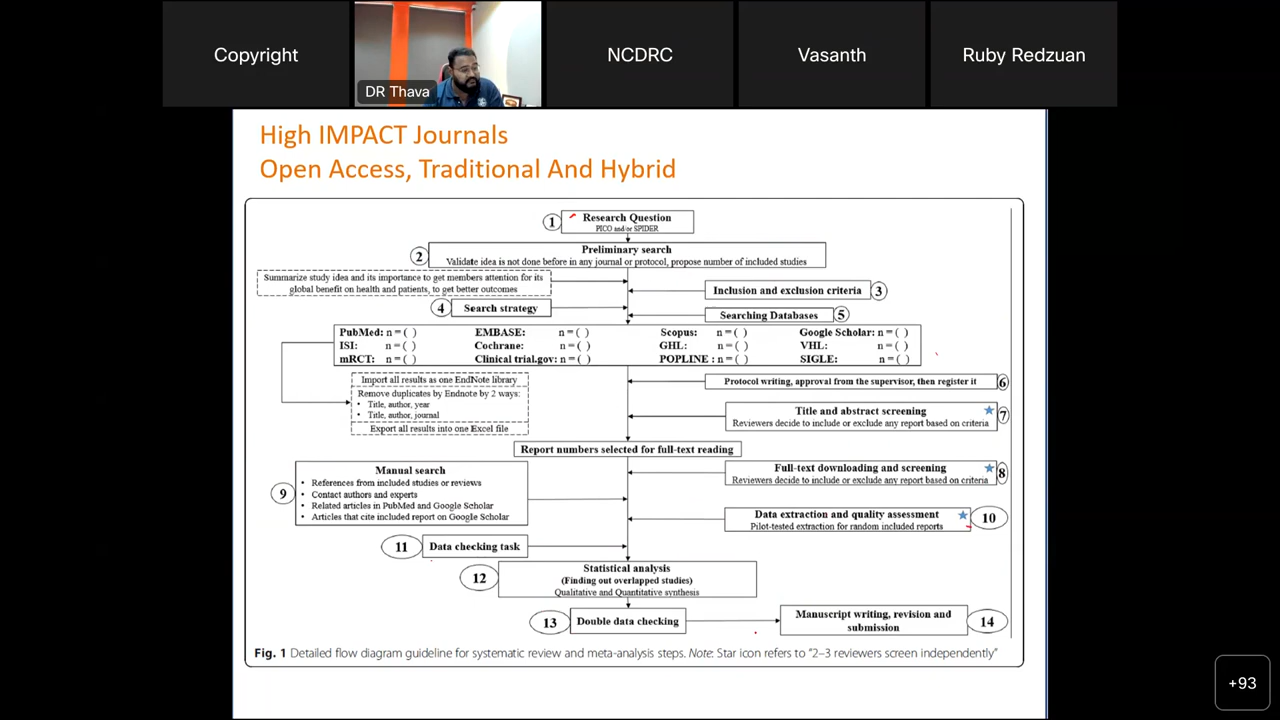 Copyright
DR Thava
NCDRC
Vasanth
Ruby Redzuan
High IMPACT Journals
Open Access, Traditional And Hybrid
1
Research Question
PICO and/or SPIDER
2
Preliminary search
Validate idea is not done before in any journal or protocol, propose number of included studies
Summarize study idea and its importance to get members attention for its
global benefit on health and patients, to get better outcomes
Inclusion and exclusion criteria
3
4
Search strategy
Searching Databases
5
PubMed: n = ( ) EMBASE: n = ( ) Scopus: n = ( ) Google Scholar: n = ( )
ISI: n = ( ) Cochrane: n = ( ) GHL: n = ( ) VHL: n = ( )
mRCT: n = ( ) Clinical trial.gov: n = ( ) POPLINE : n = ( ) SIGLE: n = ( )
Import all results as one EndNote library
Remove duplicates by Endnote by 2 ways:
• Title, author, year
• Title, author, journal
Export all results into one Excel file
Protocol writing, approval from the supervisor, then register it
6
Title and abstract screening
Reviewers decide to include or exclude any report based on criteria
7
Report numbers selected for full-text reading
Full-text downloading and screening
Reviewers decide to include or exclude any report based on criteria
8
9
Manual search
• References from included studies or reviews
• Contact authors and experts
• Related articles in PubMed and Google Scholar
• Articles that cite included report on Google Scholar
Data extraction and quality assessment
Pilot-tested extraction for random included reports
10
11
Data checking task
12
Statistical analysis
(Finding out overlapped studies)
Qualitative and Quantitative synthesis
13
Double data checking
Manuscript writing, revision and
submission
14
Fig. 1 Detailed flow diagram guideline for systematic review and meta-analysis steps. Note: Star icon refers to “2–3 reviewers screen independently”
+93